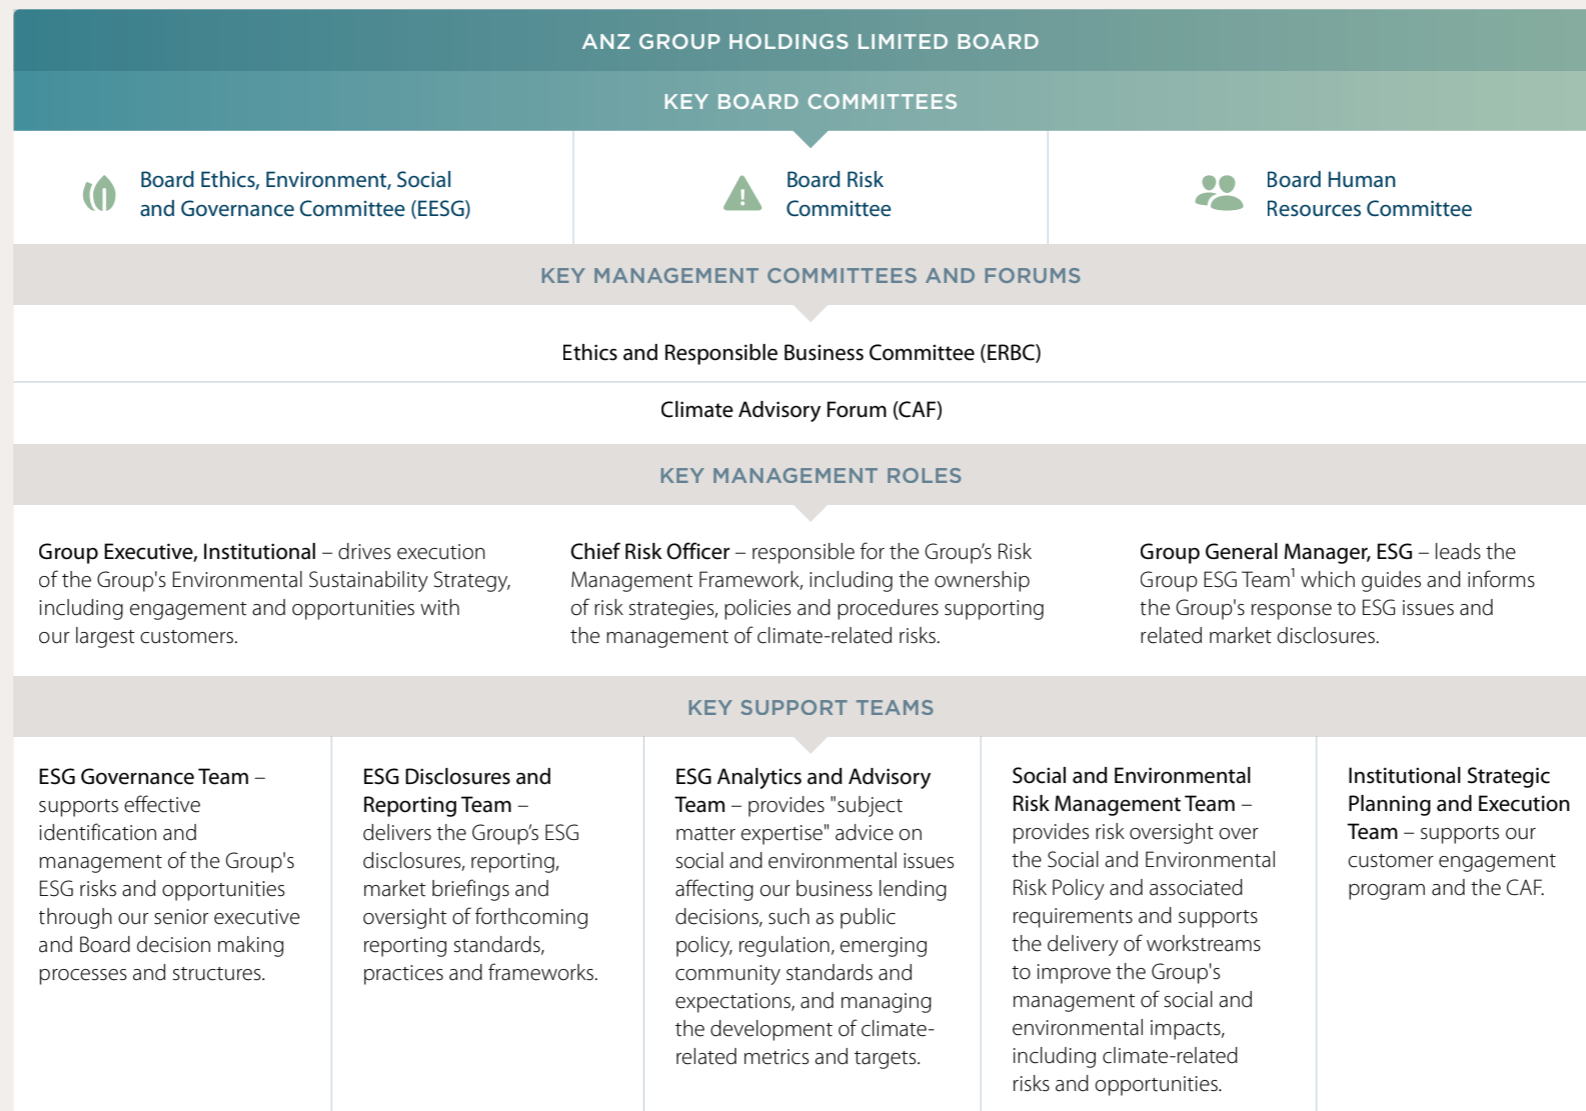 ANZ GROUP HOLDINGS LIMITED BOARD
KEY BOARD COMMITTEES
Board Ethics, Environment, Social
and Governance Committee (EESG)
Board Risk
Committee
Board Human
Resources Committee
KEY MANAGEMENT COMMITTEES AND FORUMS
Ethics and Responsible Business Committee (ERBC)
Climate Advisory Forum (CAF)
KEY MANAGEMENT ROLES
Group Executive, Institutional – drives execution
of the Group's Environmental Sustainability Strategy,
including engagement and opportunities with
our largest customers.
Chief Risk Officer – responsible for the Group's Risk
Management Framework, including the ownership
of risk strategies, policies and procedures supporting
the management of climate-related risks.
Group General Manager, ESG – leads the
Group ESG Team¹ which guides and informs
the Group's response to ESG issues and
related market disclosures.
KEY SUPPORT TEAMS
ESG Governance Team –
supports effective
identification and
management of the Group's
ESG risks and opportunities
through our senior executive
and Board decision making
processes and structures.
ESG Disclosures and
Reporting Team –
delivers the Group's ESG
disclosures, reporting,
market briefings and
oversight of forthcoming
reporting standards,
practices and frameworks.
ESG Analytics and Advisory
Team – provides "subject
matter expertise" advice on
social and environmental issues
affecting our business lending
decisions, such as public
policy, regulation, emerging
community standards and
expectations, and managing
the development of climate-
related metrics and targets.
Social and Environmental
Risk Management Team –
provides risk oversight over
the Social and Environmental
Risk Policy and associated
requirements and supports
the delivery of workstreams
to improve the Group's
management of social and
environmental impacts,
including climate-related
risks and opportunities.
Institutional Strategic
Planning and Execution
Team – supports our
customer engagement
program and the CAF.